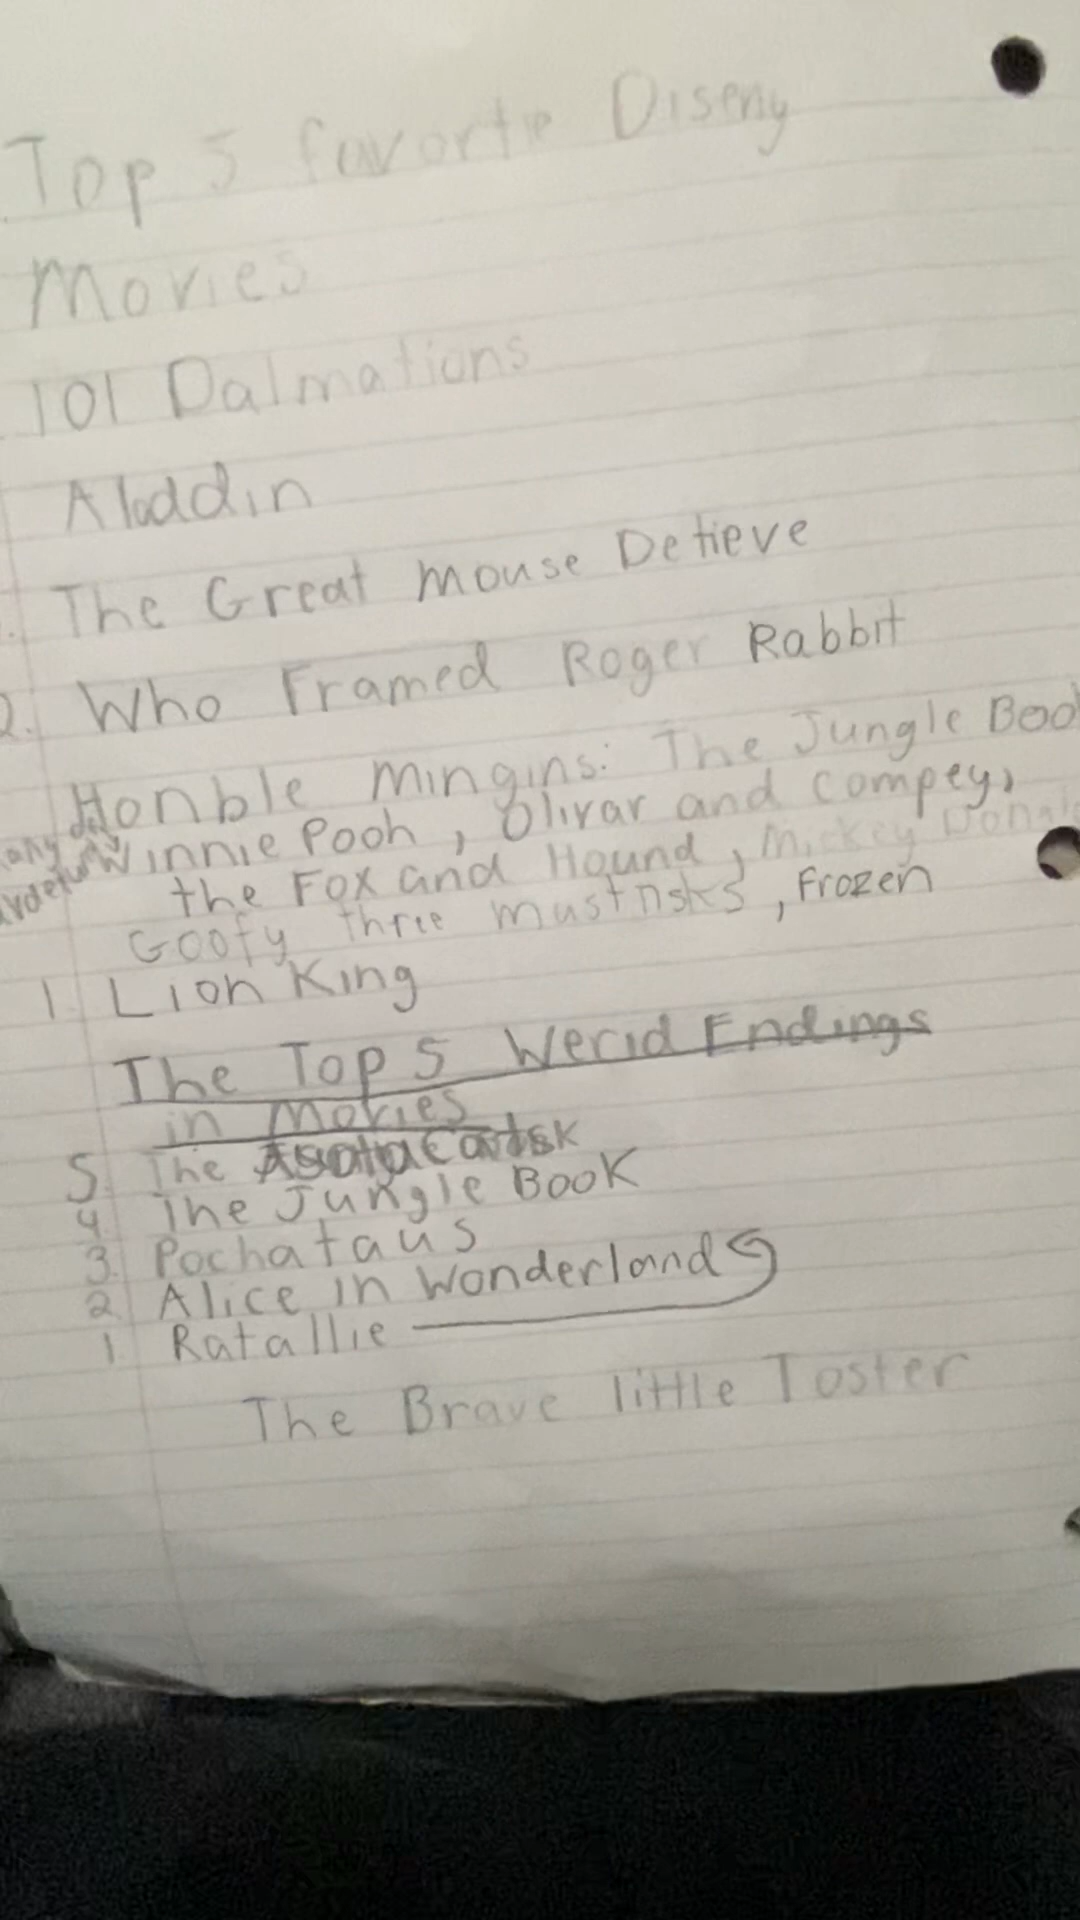 Top 5 favorte Diseny
Movies
101 Dalmations
Aladdin
The Great Mouse Detieve
2. Who Framed Roger Rabbit
Honble Mingins: The Jungle Boo
Winnie Pooh, Olivar and Compey,
the Fox and Hound, Mickey Donal
Goofy three mustrisks, Frozen
1. Lion King
The Top 5 Werid Endings
in Movies
5. The
4 The Jungle Book
3. Pochataus
2 Alice in Wonderland
1 Ratallie
The Brave little Toster